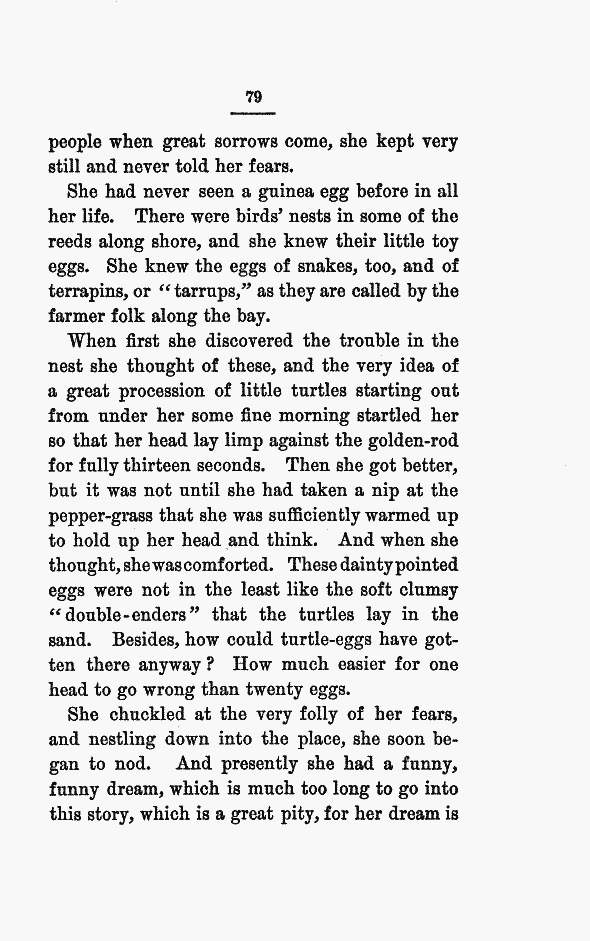 79
people when great sorrows come, she kept very
still and never told her fears.
She had never seen a guinea egg before in all
her life. There were birds' nests in some of the
reeds along shore, and she knew their little toy
eggs. She knew the eggs of snakes, too, and of
terrapins, or "tarrups," as they are called by the
farmer folk along the bay.
When first she discovered the trouble in the
nest she thought of these, and the very idea of
a great procession of little turtles starting out
from under her some fine morning startled her
so that her head lay limp against the golden-rod
for fully thirteen seconds. Then she got better,
but it was not until she had taken a nip at the
pepper-grass that she was sufficiently warmed up
to hold up her head and think. And when she
thought, she was comforted. These dainty pointed
eggs were not in the least like the soft clumsy
"double-enders" that the turtles lay in the
sand. Besides, how could turtle-eggs have got-
ten there anyway? How much easier for one
head to go wrong than twenty eggs.
She chuckled at the very folly of her fears,
and nestling down into the place, she soon be-
gan to nod. And presently she had a funny,
funny dream, which is much too long to go into
this story, which is a great pity, for her dream is